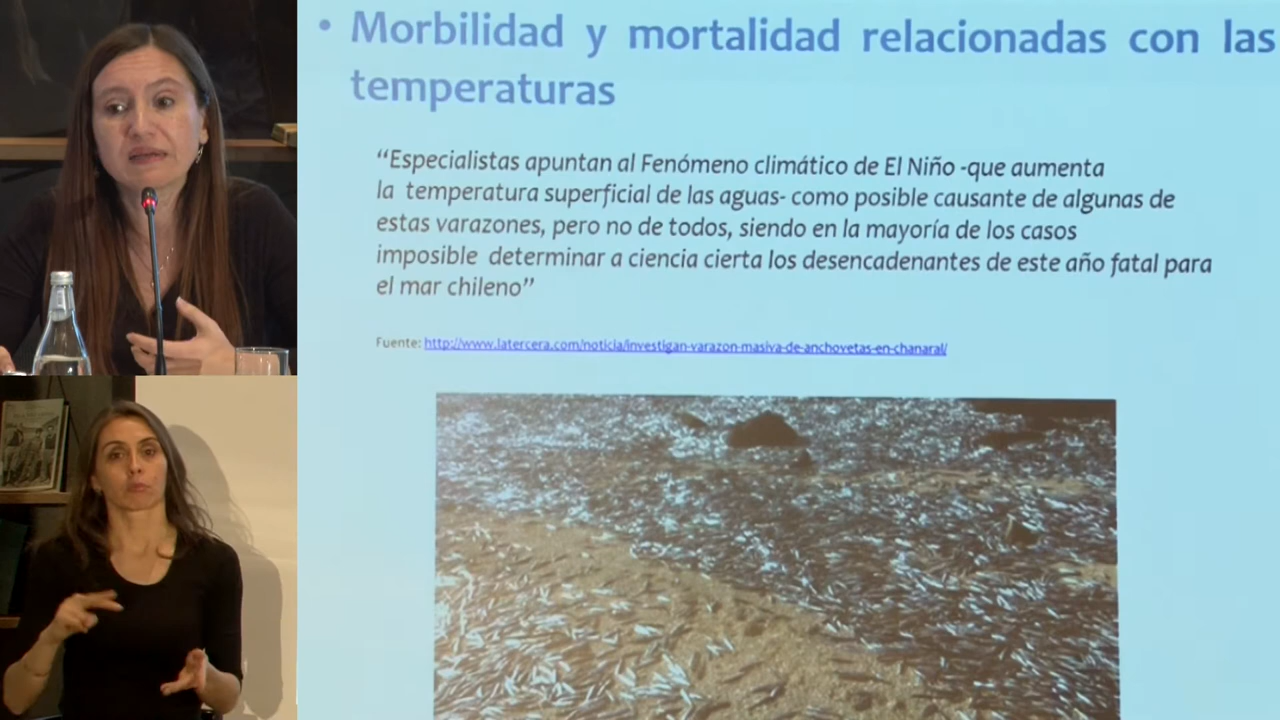 • Morbilidad y mortalidad relacionadas con las
temperaturas
“Especialistas apuntan al Fenómeno climático de El Niño -que aumenta
la temperatura superficial de las aguas- como posible causante de algunas de
estas varazones, pero no de todos, siendo en la mayoría de los casos
imposible determinar a ciencia cierta los desencadenantes de este año fatal para
el mar chileno”
Fuente: http://www.latercera.com/noticia/investigan-varazon-masiva-de-anchovetas-en-chanaral/